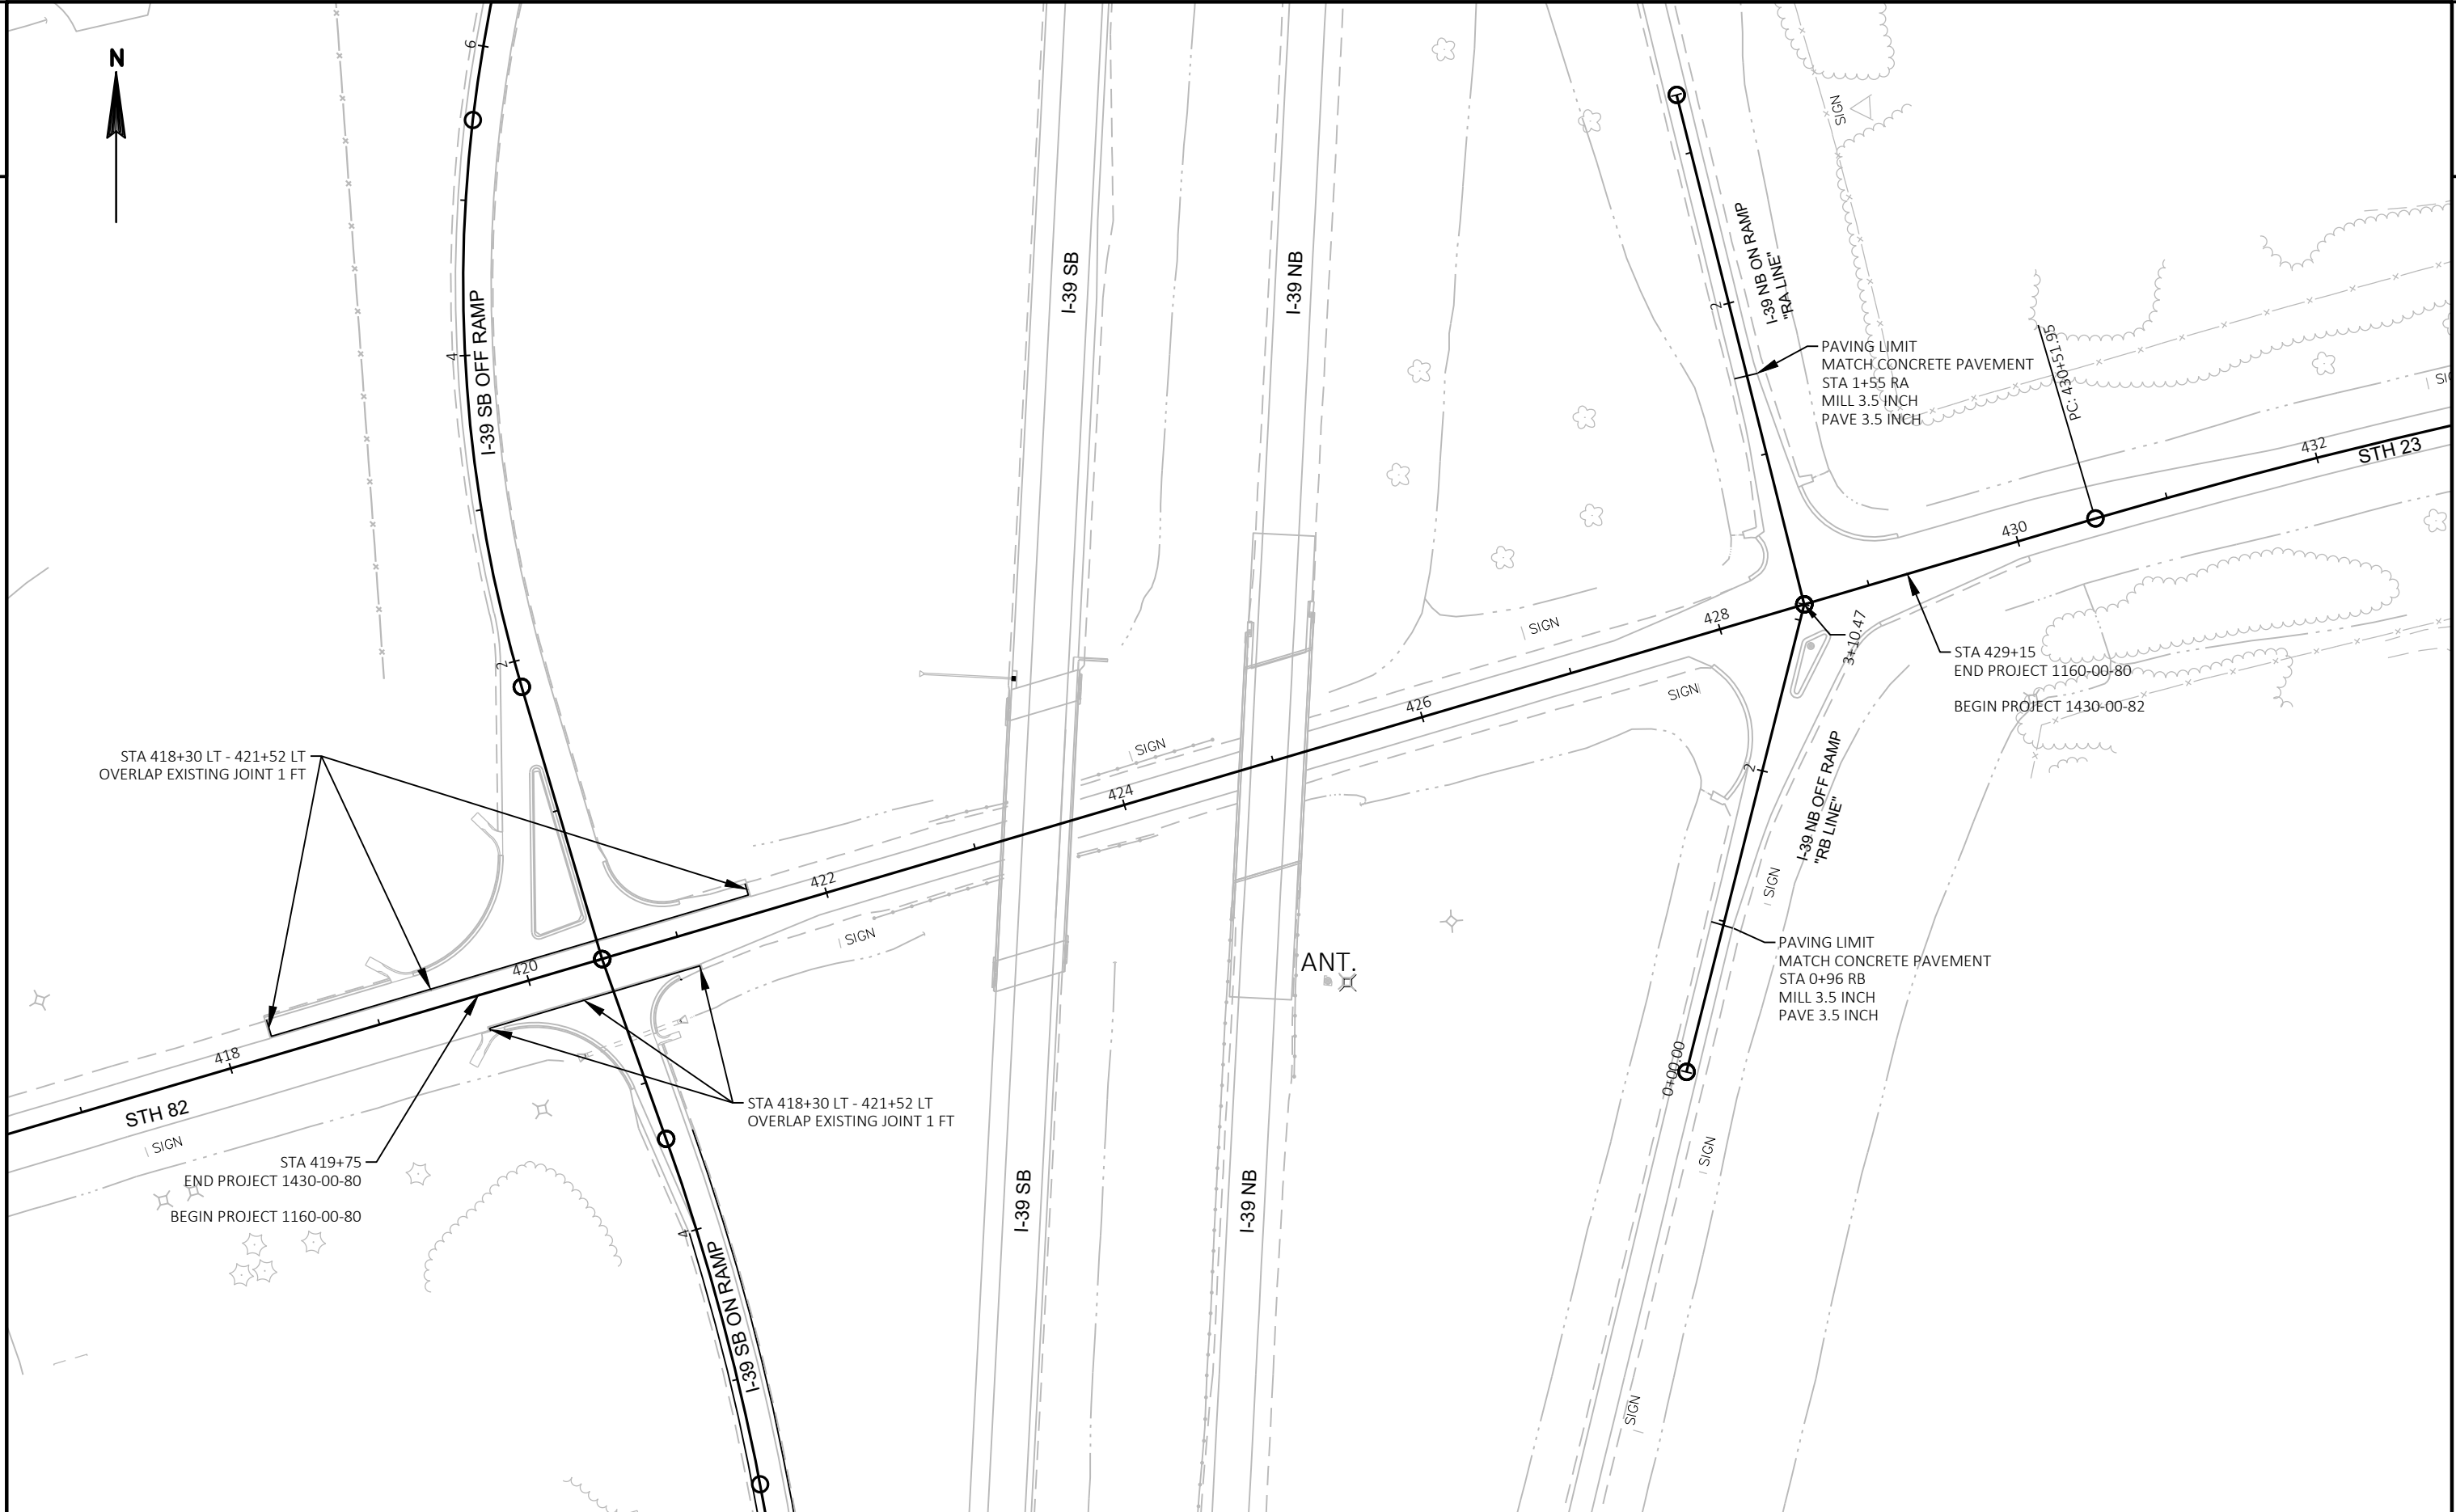 N
6
4
2
I-39 SB OFF RAMP
I-39 SB
I-39 NB
SIGN
I-39 NB ON RAMP
"RA LINE"
2
PAVING LIMIT
MATCH CONCRETE PAVEMENT
STA 1+55 RA
MILL 3.5 INCH
PAVE 3.5 INCH
PC: 430+51.95
432
STH 23
430
428
426
424
422
420
418
SIGN
SIGN
SIGN
SIGN
3+10.47
STA 429+15
END PROJECT 1160-00-80
BEGIN PROJECT 1430-00-82
2
I-39 NB OFF RAMP
"RB LINE"
SIGN
STA 418+30 LT - 421+52 LT
OVERLAP EXISTING JOINT 1 FT
ANT.
PAVING LIMIT
MATCH CONCRETE PAVEMENT
STA 0+96 RB
MILL 3.5 INCH
PAVE 3.5 INCH
0+00.00
STH 82
SIGN
STA 418+30 LT - 421+52 LT
OVERLAP EXISTING JOINT 1 FT
STA 419+75
END PROJECT 1430-00-80
BEGIN PROJECT 1160-00-80
4
I-39 SB ON RAMP
I-39 SB
I-39 NB
SIGN
SIGN